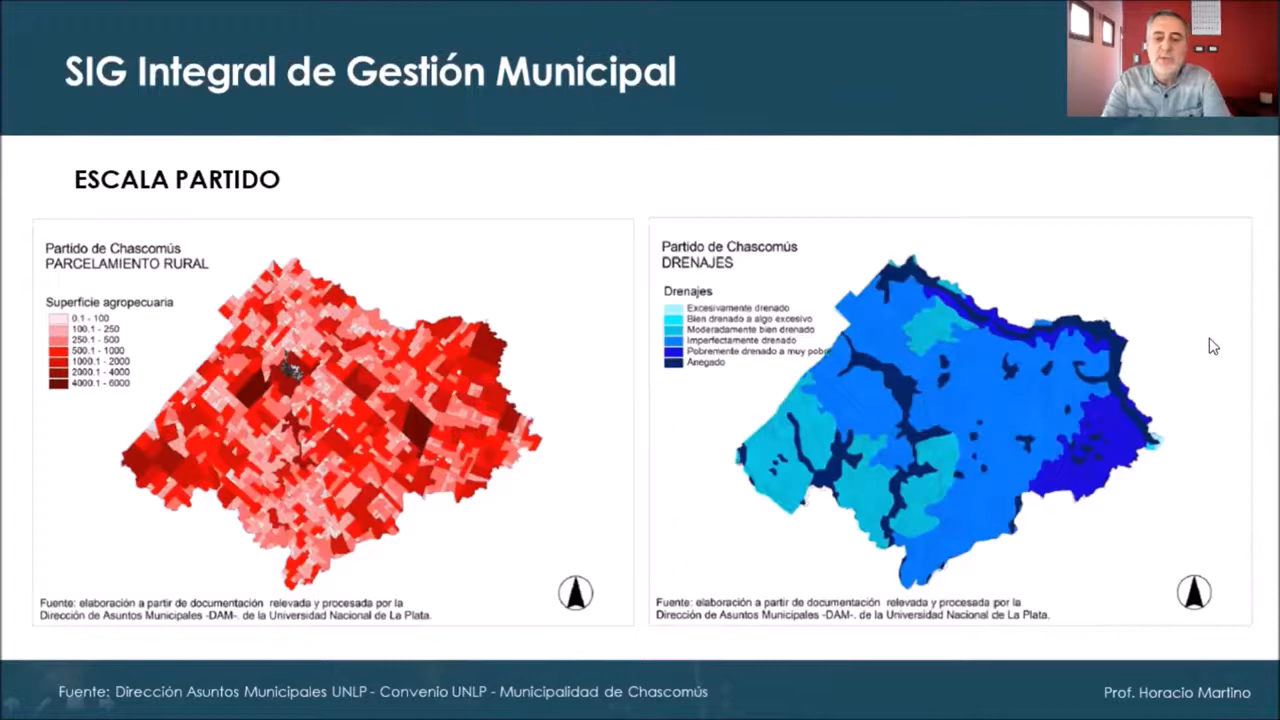 SIG Integral de Gestión Municipal
ESCALA PARTIDO
Partido de Chascomús
PARCELAMIENTO RURAL
Superficie agropecuaria
0.1 - 100
100.1 - 250
250.1 - 500
500.1 - 1000
1000.1 - 2000
2000.1 - 4000
4000.1 - 6000
Fuente: elaboración a partir de documentación relevada y procesada por la
Dirección de Asuntos Municipales -DAM-. de la Universidad Nacional de La Plata.
Partido de Chascomús
DRENAJES
Drenajes
Excesivamente drenado
Bien drenado a algo excesivo
Moderadamente bien drenado
Imperfectamente drenado
Pobremente drenado a muy pobre
Anegado
Fuente: elaboración a partir de documentación relevada y procesada por la
Dirección de Asuntos Municipales -DAM-. de la Universidad Nacional de La Plata.
Fuente: Dirección Asuntos Municipales UNLP - Convenio UNLP - Municipalidad de Chascomús
Prof. Horacio Martino